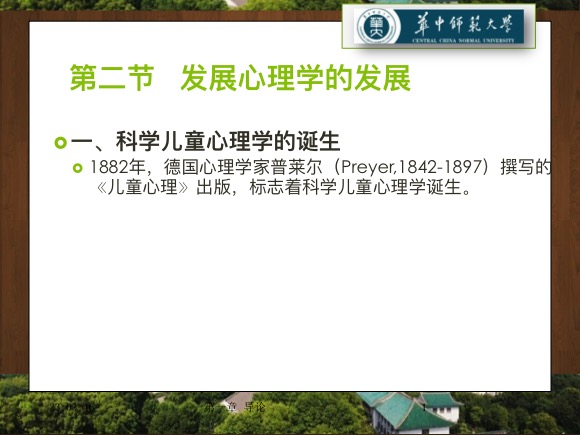 華中師範大學
CENTRAL CHINA NORMAL UNIVERSITY
第二节 发展心理学的发展
一、科学儿童心理学的诞生
1882年，德国心理学家普莱尔（Preyer,1842-1897）撰写的
《儿童心理》出版，标志着科学儿童心理学诞生。
章 导论
1